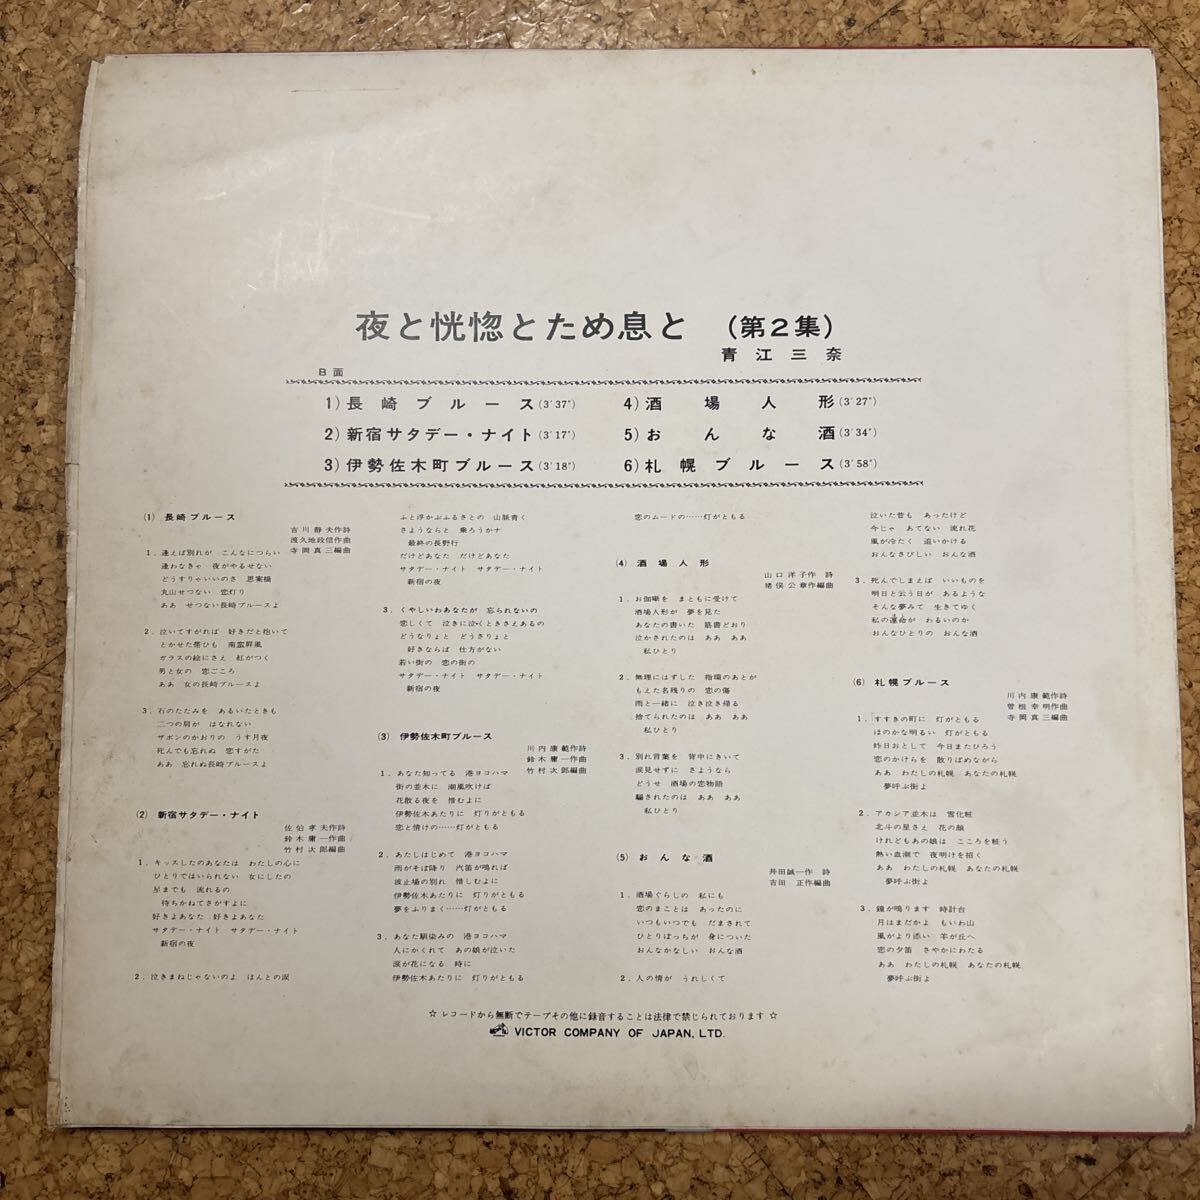 夜と恍惚とため息と (第2集)
青江三奈
B面
1) 長崎ブルース (3′37″)
2) 新宿サタデー・ナイト (3′17″)
3) 伊勢佐木町ブルース (3′18″)
4) 酒場人形 (3′27″)
5) おんな酒 (3′34″)
6) 札幌ブルース (3′58″)
(1) 長崎ブルース
吉川静夫作詩
渡久地政信作曲
寺岡真三編曲
1. 逢えば別れが こんなにつらい
逢わなきゃ 夜がやるせない
どうすりゃいいのさ 思案橋
丸山せつない 恋灯り
ああ せつない長崎ブルースよ
2. 泣いてすがれば 好きだと抱いて
とかせた帯ひも 南蛮屏風
ガラスの絵にさえ 紅がつく
男と女の 恋ごころ
ああ 女の長崎ブルースよ
3. 石のたたみを あるいたときも
二つの肩が はなれない
ザボンのかおりの うす月夜
死んでも忘れぬ 恋すがた
ああ 忘れぬ長崎ブルースよ
(2) 新宿サタデー・ナイト
佐伯孝夫作詩
鈴木庸一作曲
竹村次郎編曲
1. キッスしたのあなたは わたしの心に
ひとりではいられない 女にしたの
星までも 流れるの
待ちかねてさがすよに
好きよあなた 好きよあなた
サタデー・ナイト サタデー・ナイト
新宿の夜
2. 泣きまねじゃないのよ ほんとの涙
ふと浮かぶふるさとの 山脈青く
さようならと 乗ろうかナ
最終の長野行
だけどあなた だけどあなた
サタデー・ナイト サタデー・ナイト
新宿の夜
3. くやしいわあなたが 忘られないの
恋しくて 泣きに泣くときさえあるの
どうなりょと どうさりょと
好きならば 仕方がない
若い街の 恋の街の
サタデー・ナイト サタデー・ナイト
新宿の夜
(3) 伊勢佐木町ブルース
川内康範作詩
鈴木庸一作曲
竹村次郎編曲
1. あなた知ってる 港ヨコハマ
街の並木に 潮風吹けば
花散る夜を 惜むよに
伊勢佐木あたりに 灯りがともる
恋と情けの……灯がともる
2. あたしはじめて 港ヨコハマ
雨がそぼ降り 汽笛が鳴れば
波止場の別れ 惜しむよに
伊勢佐木あたりに 灯りがともる
夢をふりまく……灯がともる
3. あなた馴染みの 港ヨコハマ
人にかくれて あの娘が泣いた
涙が花になる 時に
伊勢佐木あたりに 灯りがともる
恋のムードの……灯がともる
(4) 酒場人形
山口洋子作詩
猪俣公章作編曲
1. お伽噺を まともに受けて
酒場人形が 夢を見た
あなたの書いた 筋書どおり
泣かされたのは ああ ああ
私ひとり
2. 無理にはずした 指環のあとが
もえた名残りの 恋の傷
雨と一緒に 泣き泣き帰る
捨てられたのは ああ ああ
私ひとり
3. 別れ言葉を 背中にきいて
涙見せずに さようなら
どうせ 酒場の恋物語
騙されたのは ああ ああ
私ひとり
(5) おんな酒
井田誠一作詩
吉田正作編曲
1. 酒場ぐらしの 私にも
恋のまことは あったのに
いつもいつでも だまされて
ひとりぼっちが 身についた
おんなかなしい おんな酒
2. 人の情が うれしくて
泣いた昔も あったけど
今じゃ あてない 流れ花
風が冷たく 追いかける
おんなさびしい おんな酒
3. 死んでしまえば いいものを
明日と云う日が あるような
そんな夢みて 生きてゆく
私の運命が わるいのか
おんなひとりの おんな酒
(6) 札幌ブルース
川内康範作詩
曽根幸明作曲
寺岡真三編曲
1. すすきの町に 灯がともる
ほのかな明るい 灯がともる
昨日おとして 今日またひろう
恋のかけらを 散りばめながら
ああ わたしの札幌 あなたの札幌
夢呼ぶ街よ
2. アカシア並木は 雪化粧
北斗の星さえ 花の顔
けれどもあの娘は こころを粧う
熱い血潮で 夜明けを招く
ああ わたしの札幌 あなたの札幌
夢呼ぶ街よ
3. 鐘が鳴ります 時計台
月はまだかよ もいわ山
風がより添い 羊が丘へ
恋の夕笛 さやかにわたる
ああ わたしの札幌 あなたの札幌
夢呼ぶ街よ
☆ レコードから無断でテープその他に録音することは法律で禁じられております ☆
VICTOR COMPANY OF JAPAN, LTD.